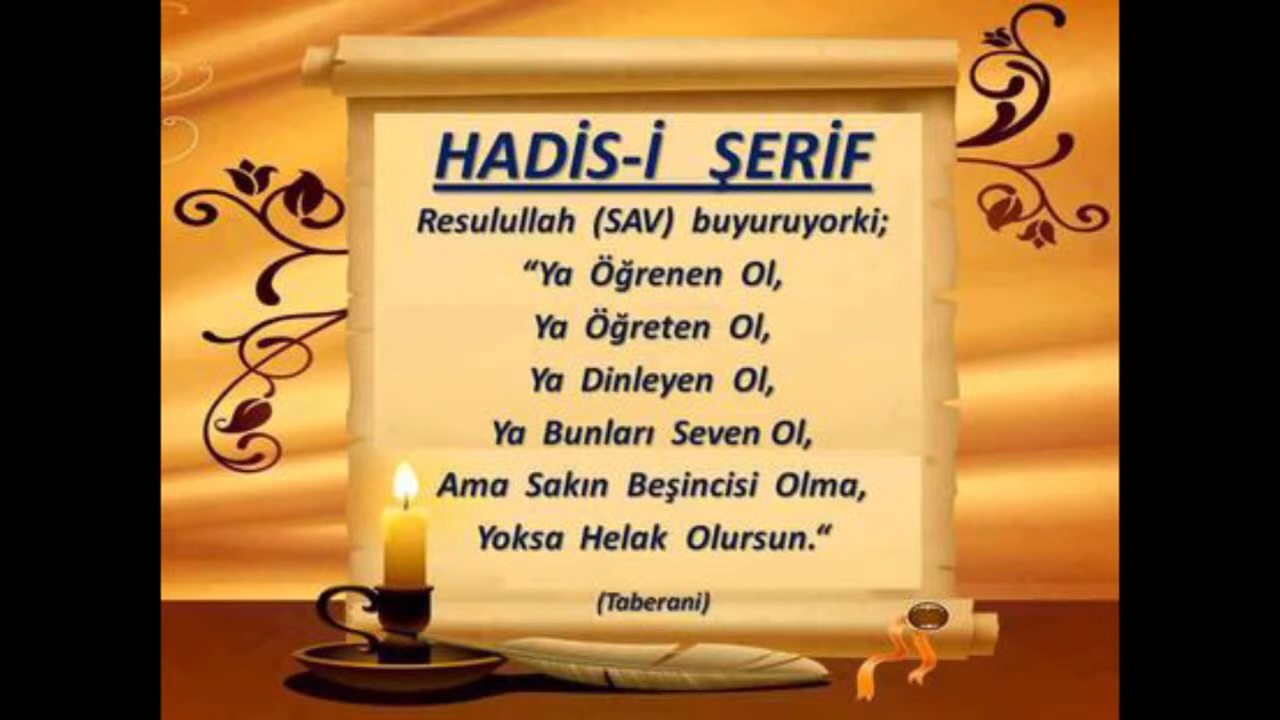 HADİS-İ ŞERİF
Resulullah (SAV) buyuruyorki;
“Ya Öğrenen Ol,
Ya Öğreten Ol,
Ya Dinleyen Ol,
Ya Bunları Seven Ol,
Ama Sakın Beşincisi Olma,
Yoksa Helak Olursun.“
(Taberani)